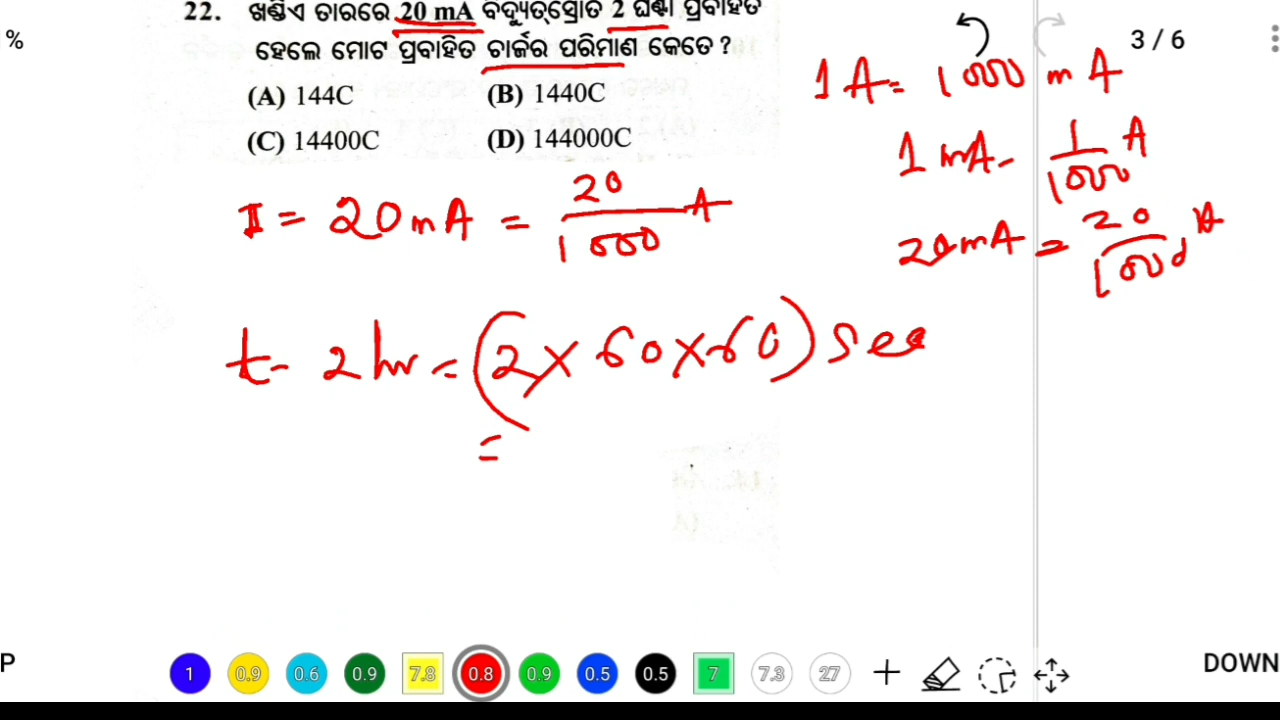 22. ଖଣ୍ଡିଏ ତାରରେ 20 mA ବିଦ୍ୟୁତ୍‌ସ୍ରୋତ 2 ଘଣ୍ଟା ପ୍ରବାହିତ
ହେଲେ ମୋଟ ପ୍ରବାହିତ ଚାର୍ଜର ପରିମାଣ କେତେ ?
(A) 144C (B) 1440C
(C) 14400C (D) 144000C
I = 20mA = 20/1000 A
t - 2hr = (2 × 60 × 60) sec
=
%
3 / 6
1 A = 1000 mA
1 mA - 1/1000 A
20mA = 20/1000 A
P
1 0.9 0.6 0.9 7.8 0.8 0.9 0.5 0.5 7 7.3 27
DOWN